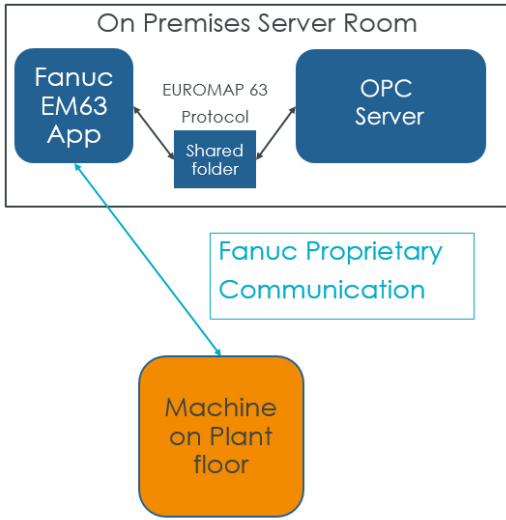 On Premises Server Room
Fanuc
EM63
App
EUROMAP 63
Protocol
Shared
folder
OPC
Server
Fanuc Proprietary
Communication
Machine
on Plant
floor